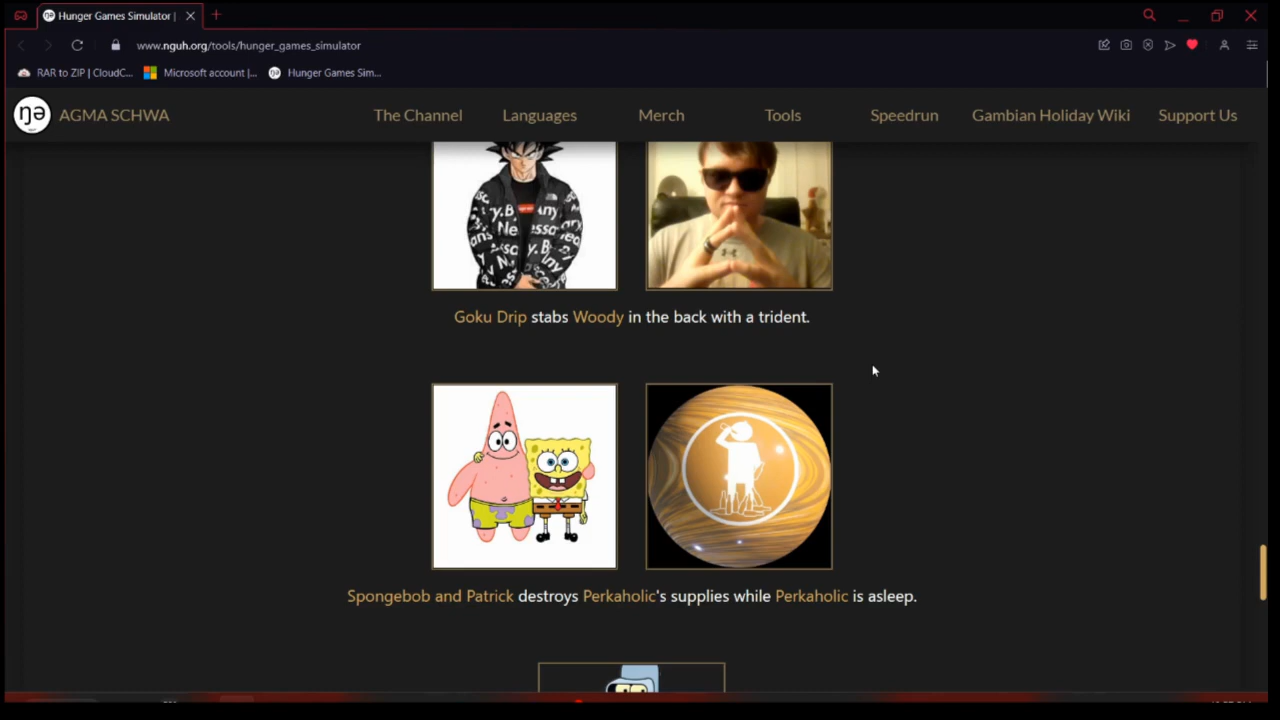 Hunger Games Simulator |
www.nguh.org/tools/hunger_games_simulator
RAR to ZIP | CloudC... Microsoft account |... Hunger Games Sim...
ŋə AGMA SCHWA The Channel Languages Merch Tools Speedrun Gambian Holiday Wiki Support Us
Goku Drip stabs Woody in the back with a trident.
Spongebob and Patrick destroys Perkaholic's supplies while Perkaholic is asleep.